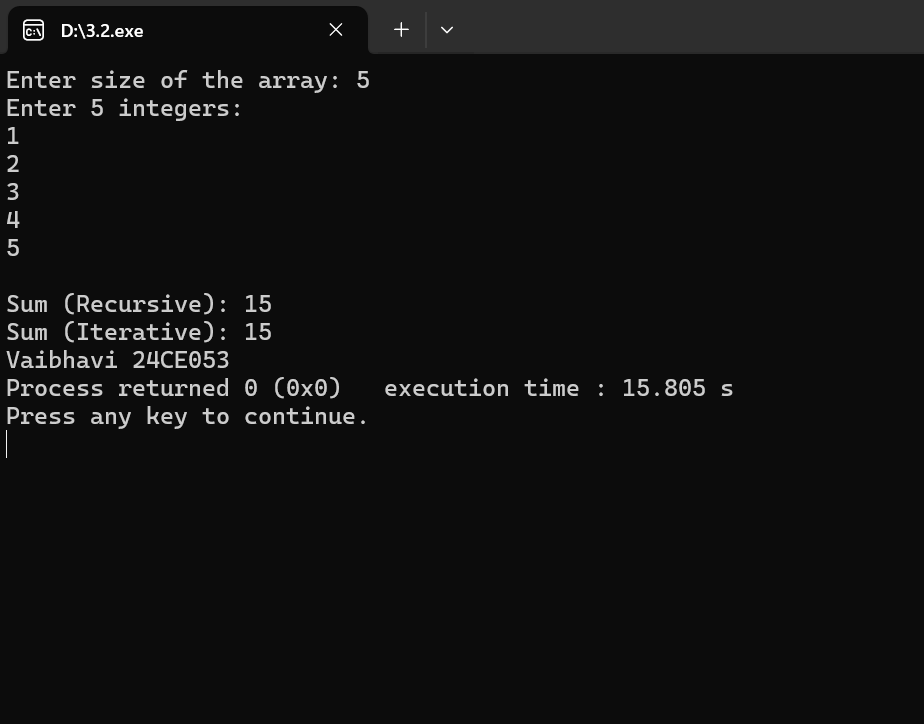 D:\3.2.exe
Enter size of the array: 5
Enter 5 integers:
1
2
3
4
5
Sum (Recursive): 15
Sum (Iterative): 15
Vaibhavi 24CE053
Process returned 0 (0x0)   execution time : 15.805 s
Press any key to continue.